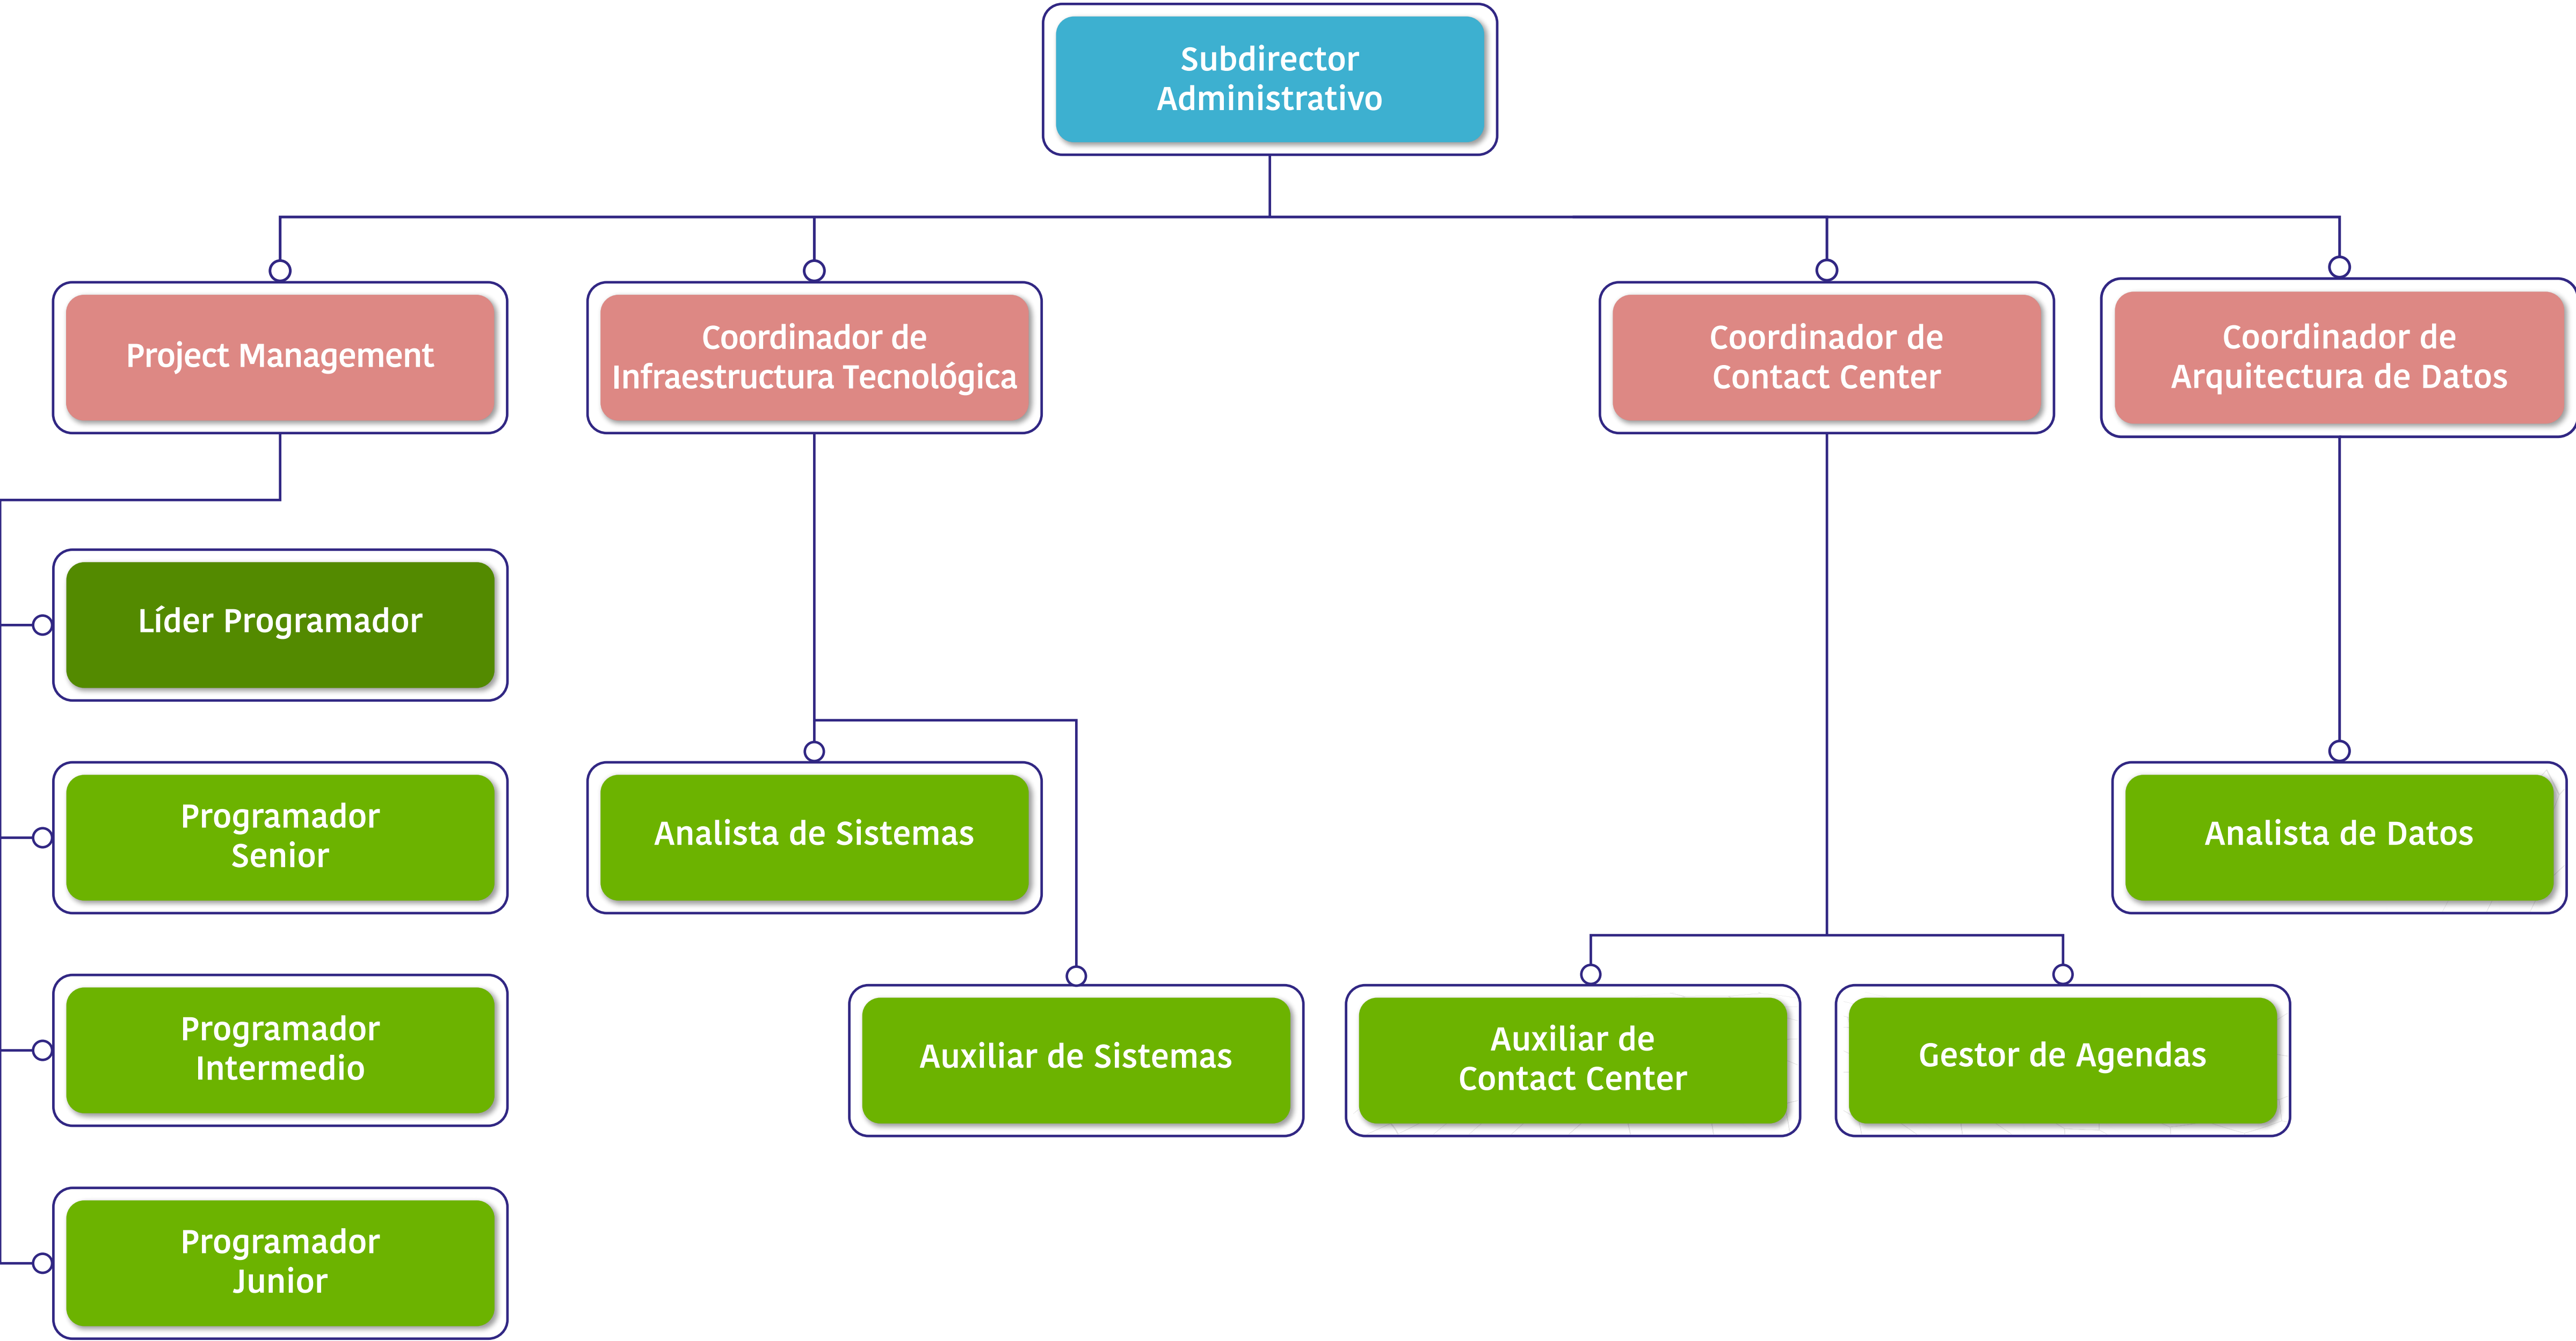 Subdirector
Administrativo
Project Management
Coordinador de
Infraestructura Tecnológica
Coordinador de
Contact Center
Coordinador de
Arquitectura de Datos
Líder Programador
Programador
Senior
Analista de Sistemas
Analista de Datos
Programador
Intermedio
Auxiliar de Sistemas
Auxiliar de
Contact Center
Gestor de Agendas
Programador
Junior